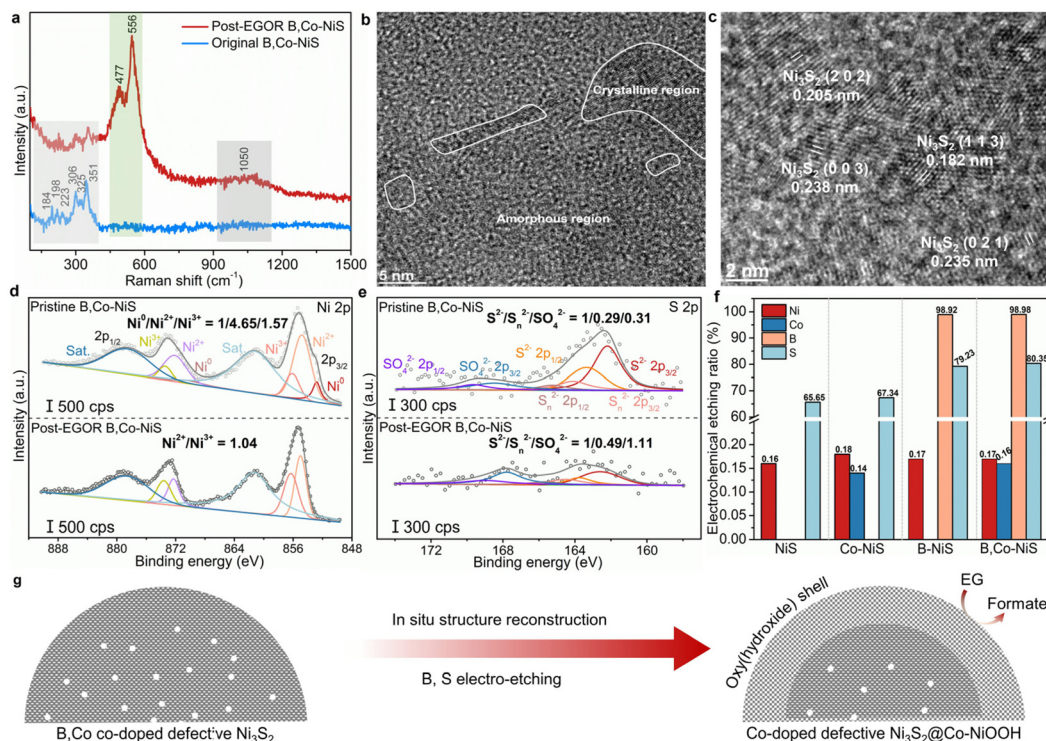 a
Post-EGOR B,Co-NiS
Original B,Co-NiS
477
556
1050
184
198
223
306
325
351
Intensity (a.u.)
300 600 900 1200 1500
Raman shift (cm-1)
b
Crystalline region
Amorphous region
5 nm
c
Ni3S2 (2 0 2)
0.205 nm
Ni3S2 (1 1 3)
0.182 nm
Ni3S2 (0 0 3)
0.238 nm
Ni3S2 (0 2 1)
0.235 nm
2 nm
d
Pristine B,Co-NiS
Ni 2p
Ni0/Ni2+/Ni3+ = 1/4.65/1.57
Sat.
2p1/2
Ni3+
Ni2+
Ni0
Sat.
Ni3+
Ni2+
2p3/2
Ni0
I 500 cps
Post-EGOR B,Co-NiS
Ni2+/Ni3+ = 1.04
I 500 cps
Intensity (a.u.)
888 880 872 864 856 848
Binding energy (eV)
e
Pristine B,Co-NiS
S 2p
S2-/Sn2-/SO42- = 1/0.29/0.31
SO42- 2p1/2
SO42- 2p3/2
S2- 2p1/2
S2- 2p3/2
Sn2- 2p1/2
Sn2- 2p3/2
I 300 cps
Post-EGOR B,Co-NiS
S2-/Sn2-/SO42- = 1/0.49/1.11
I 300 cps
Intensity (a.u.)
172 168 164 160
Binding energy (eV)
f
Ni
Co
B
S
Electrochemical etching ratio (%)
100
90
80
70
60
0.20
0.15
0.10
0.05
0.00
0.16
65.65
0.18
0.14
67.34
0.17
98.92
79.23
0.17
0.16
98.98
80.35
NiS Co-NiS B-NiS B,Co-NiS
g
B,Co co-doped defective Ni3S2
In situ structure reconstruction
B, S electro-etching
Oxy(hydroxide) shell
EG
Formate
Co-doped defective Ni3S2@Co-NiOOH